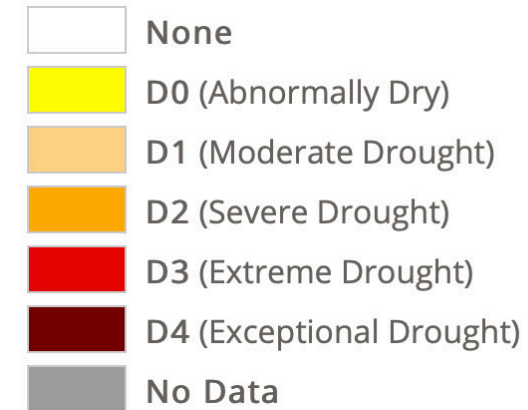 None
D0 (Abnormally Dry)
D1 (Moderate Drought)
D2 (Severe Drought)
D3 (Extreme Drought)
D4 (Exceptional Drought)
No Data